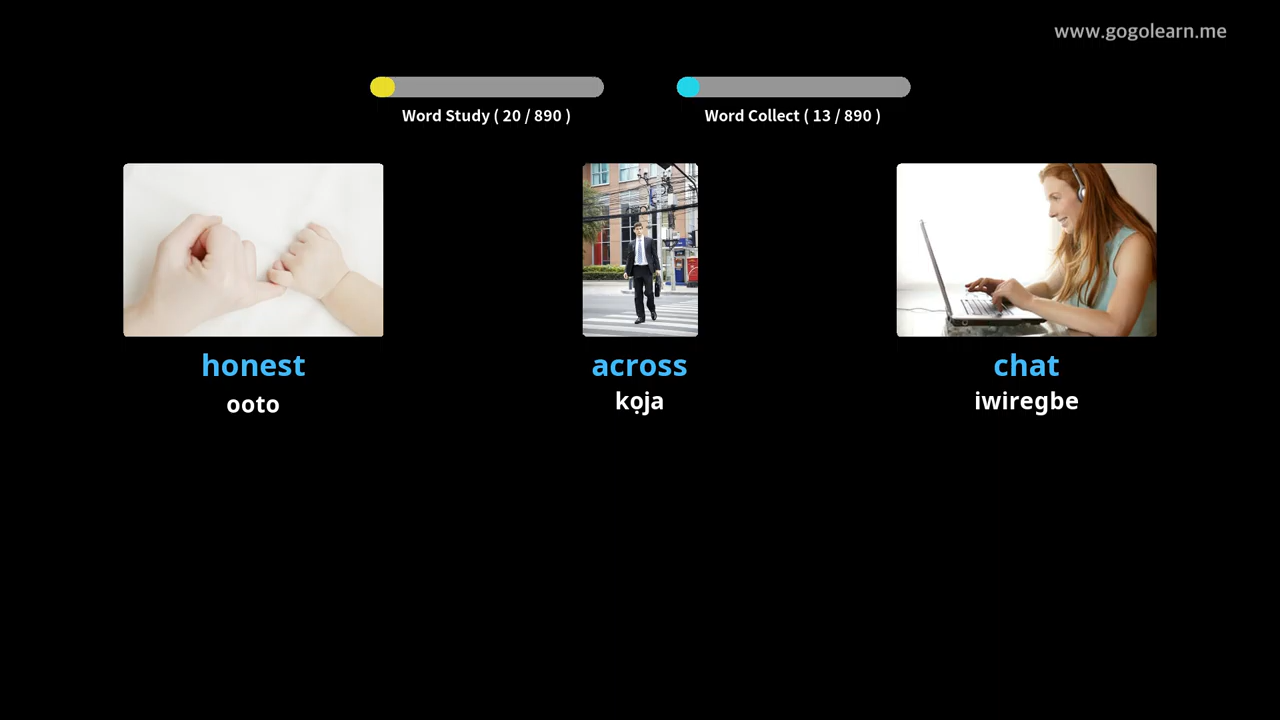 www.gogolearn.me
Word Study ( 20 / 890 )
Word Collect ( 13 / 890 )
honest
across
chat
ooto
kọja
iwiregbe